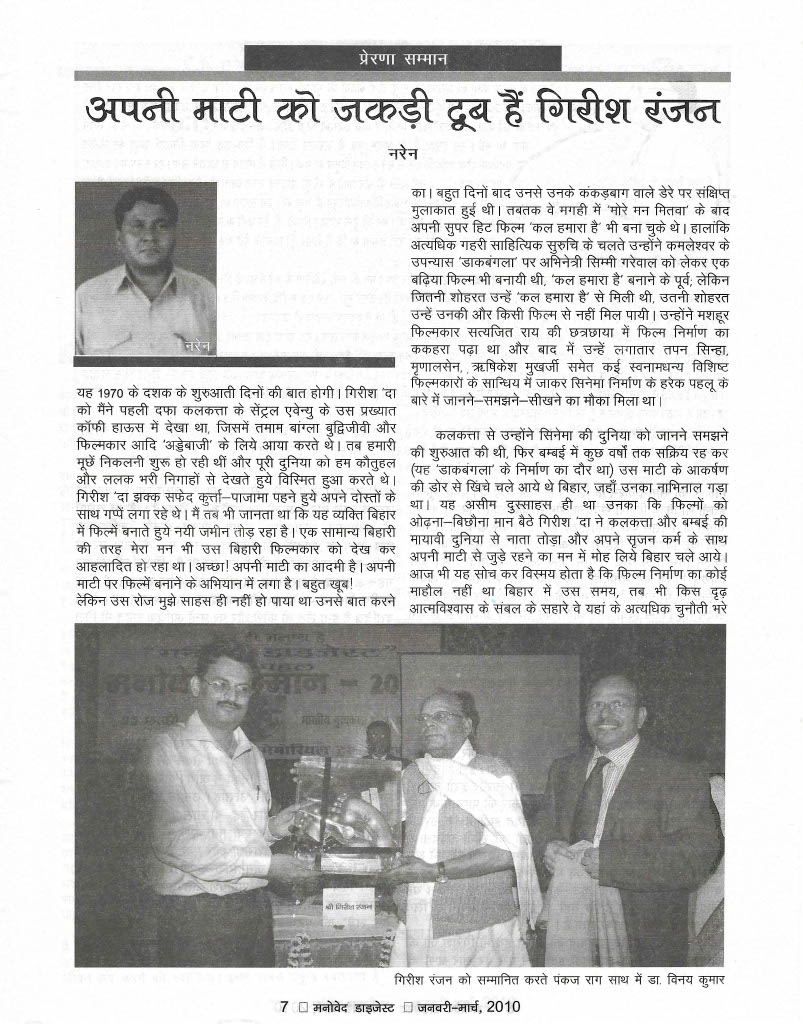 प्रेरणा सम्मान
अपनी माटी को जकड़ी दूब हैं गिरीश रंजन
नरेन
नरेन
यह 1970 के दशक के शुरुआती दिनों की बात होगी। गिरीश 'दा
को मैंने पहली दफा कलकत्ता के सेंट्रल एवेन्यु के उस प्रख्यात
कॉफी हाऊस में देखा था, जिसमें तमाम बांग्ला बुद्विजीवी और
फिल्मकार आदि 'अड्डेबाजी' के लिये आया करते थे। तब हमारी
मूछें निकलनी शुरू हो रही थीं और पूरी दुनिया को हम कौतुहल
और ललक भरी निगाहों से देखते हुये विस्मित हुआ करते थे।
गिरीश 'दा झक्क सफेद कुर्त्ता–पाजामा पहने हुये अपने दोस्तों के
साथ गप्पें लगा रहे थे। मैं तब भी जानता था कि यह व्यक्ति बिहार
में फिल्में बनाते हुये नयी जमीन तोड़ रहा है। एक सामान्य बिहारी
की तरह मेरा मन भी उस बिहारी फिल्मकार को देख कर
आहलादित हो रहा था। अच्छा! अपनी माटी का आदमी है। अपनी
माटी पर फिल्में बनाने के अभियान में लगा है। बहुत खूब!
लेकिन उस रोज मुझे साहस ही नहीं हो पाया था उनसे बात करने
का। बहुत दिनों बाद उनसे उनके कंकड़बाग वाले डेरे पर संक्षिप्त
मुलाकात हुई थी। तबतक वे मगही में 'मोरे मन मितवा' के बाद
अपनी सुपर हिट फिल्म 'कल हमारा है' भी बना चुके थे। हालांकि
अत्यधिक गहरी साहित्यिक सुरुचि के चलते उन्होंने कमलेश्वर के
उपन्यास 'डाकबंगला' पर अभिनेत्री सिम्मी गरेवाल को लेकर एक
बढ़िया फिल्म भी बनायी थी, 'कल हमारा है' बनाने के पूर्व; लेकिन
जितनी शोहरत उन्हें 'कल हमारा है' से मिली थी, उतनी शोहरत
उन्हें उनकी और किसी फिल्म से नहीं मिल पायी। उन्होंने मशहूर
फिल्मकार सत्यजित राय की छत्रछाया में फिल्म निर्माण का
ककहरा पढ़ा था और बाद में उन्हें लगातार तपन सिन्हा,
मृणालसेन, ऋषिकेश मुखर्जी समेत कई स्वनामधन्य विशिष्ट
फिल्मकारों के सान्धिय में जाकर सिनेमा निर्माण के हरेक पहलू के
बारे में जानने–समझने–सीखने का मौका मिला था।
कलकत्ता से उन्होंने सिनेमा की दुनिया को जानने समझने
की शुरुआत की थी, फिर बम्बई में कुछ वर्षो तक सक्रिय रह कर
(यह 'डाकबंगला' के निर्माण का दौर था) उस माटी के आकर्षण
की डोर से खिंचे चले आये थे बिहार, जहाँ उनका नाभिनाल गड़ा
था। यह असीम दुस्साहस ही था उनका कि फिल्मों को
ओढ़ना–बिछौना मान बैठे गिरीश 'दा ने कलकत्ता और बम्बई की
मायावी दुनिया से नाता तोड़ा और अपने सृजन कर्म के साथ
अपनी माटी से जुड़े रहने का मन में मोह लिये बिहार चले आये।
आज भी यह सोच कर विस्मय होता है कि फिल्म निर्माण का कोई
माहौल नहीं था बिहार में उस समय, तब भी किस दृढ़
आत्मविश्वास के संबल के सहारे वे यहां के अत्यधिक चुनौती भरे
श्री गिरीश रंजन
गिरीश रंजन को सम्मानित करते पंकज राग साथ में डा. विनय कुमार
7 □ मनोवेद डाइजेस्ट □ जनवरी–मार्च, 2010